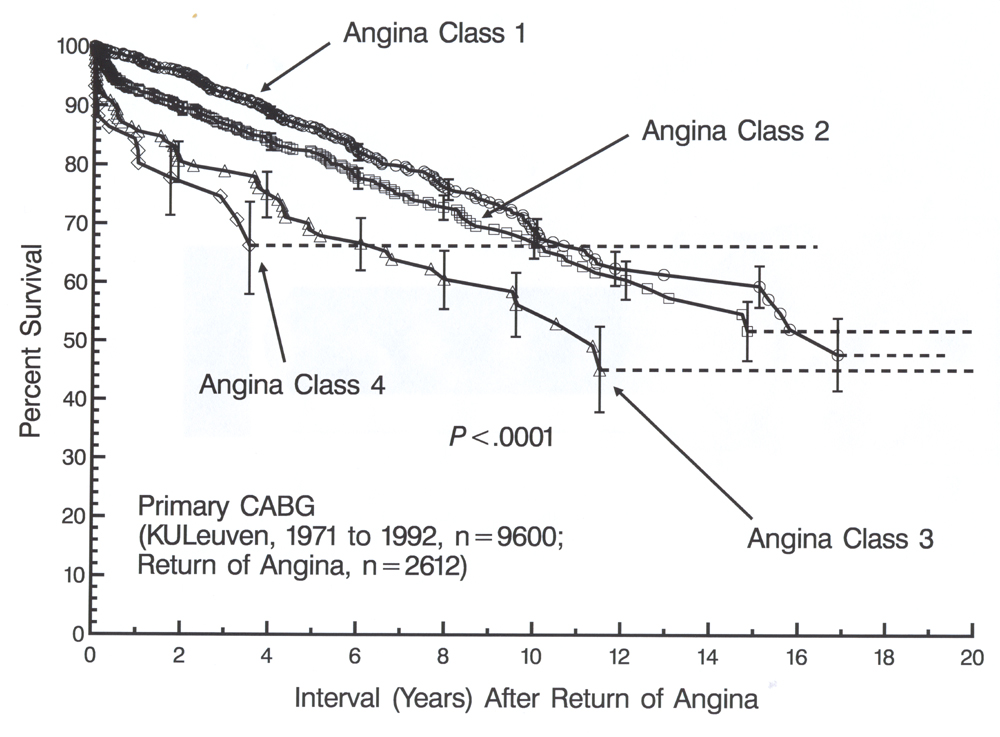 Angina Class 1
Angina Class 2
Angina Class 4
P<.0001
Primary CABG
(KULeuven, 1971 to 1992, n=9600;
Return of Angina, n=2612)
Angina Class 3
Percent Survival
100
90
80
70
60
50
40
30
20
10
0
0 2 4 6 8 10 12 14 16 18 20
Interval (Years) After Return of Angina